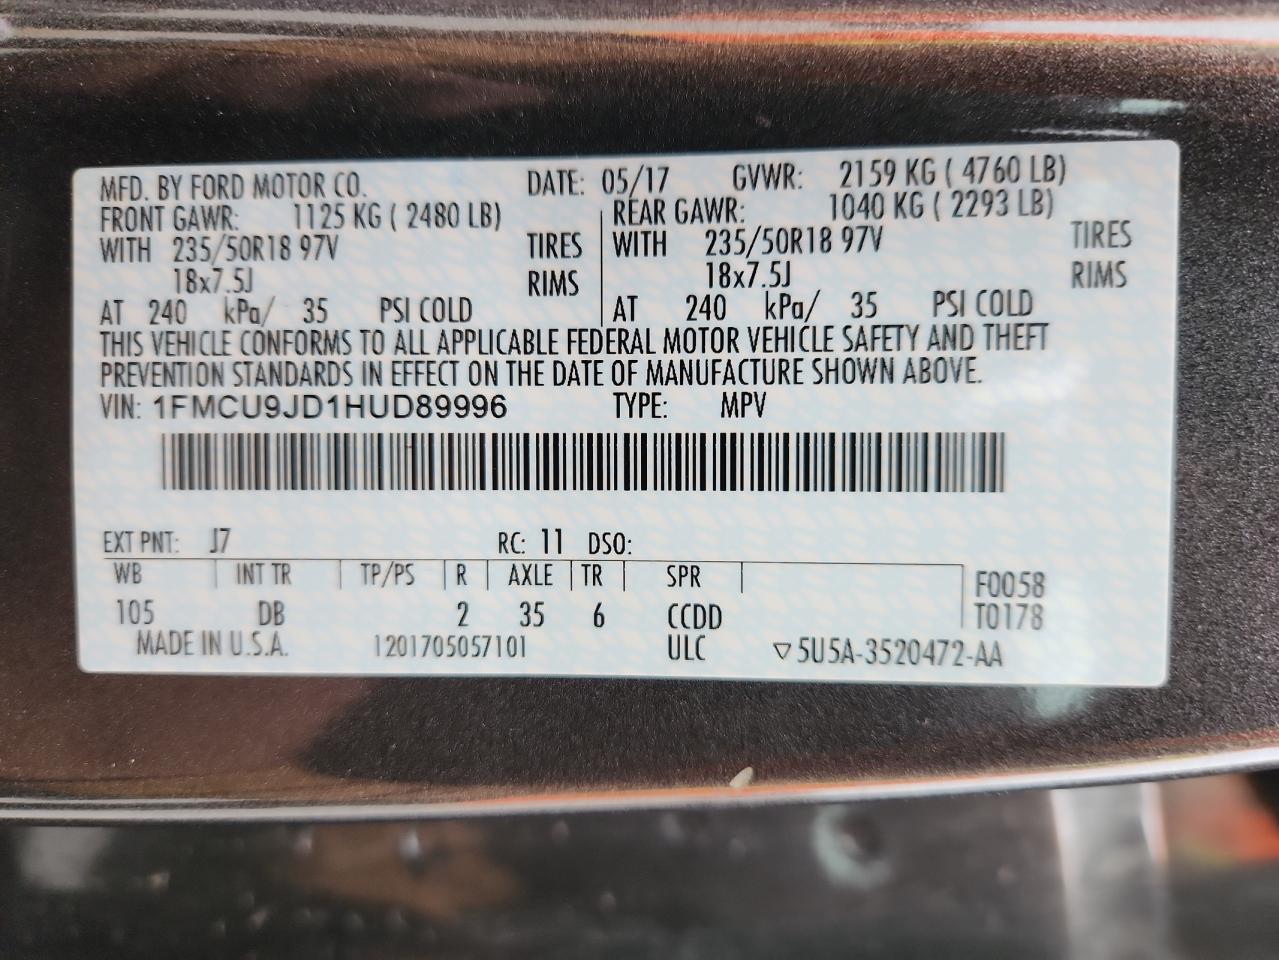 MFD. BY FORD MOTOR CO. DATE: 05/17 GVWR: 2159 KG ( 4760 LB)
FRONT GAWR: 1125 KG ( 2480 LB) REAR GAWR: 1040 KG ( 2293 LB)
WITH 235/50R18 97V TIRES WITH 235/50R18 97V TIRES
18x7.5J RIMS 18x7.5J RIMS
AT 240 kPa/ 35 PSI COLD AT 240 kPa/ 35 PSI COLD
THIS VEHICLE CONFORMS TO ALL APPLICABLE FEDERAL MOTOR VEHICLE SAFETY AND THEFT
PREVENTION STANDARDS IN EFFECT ON THE DATE OF MANUFACTURE SHOWN ABOVE.
VIN: 1FMCU9JD1HUD89996 TYPE: MPV
EXT PNT: J7 RC: 11 DSO:
WB INT TR TP/PS R AXLE TR SPR F0058
105 DB 2 35 6 CCDD T0178
MADE IN U.S.A. 1201705057101 ULC ▽5U5A-3520472-AA